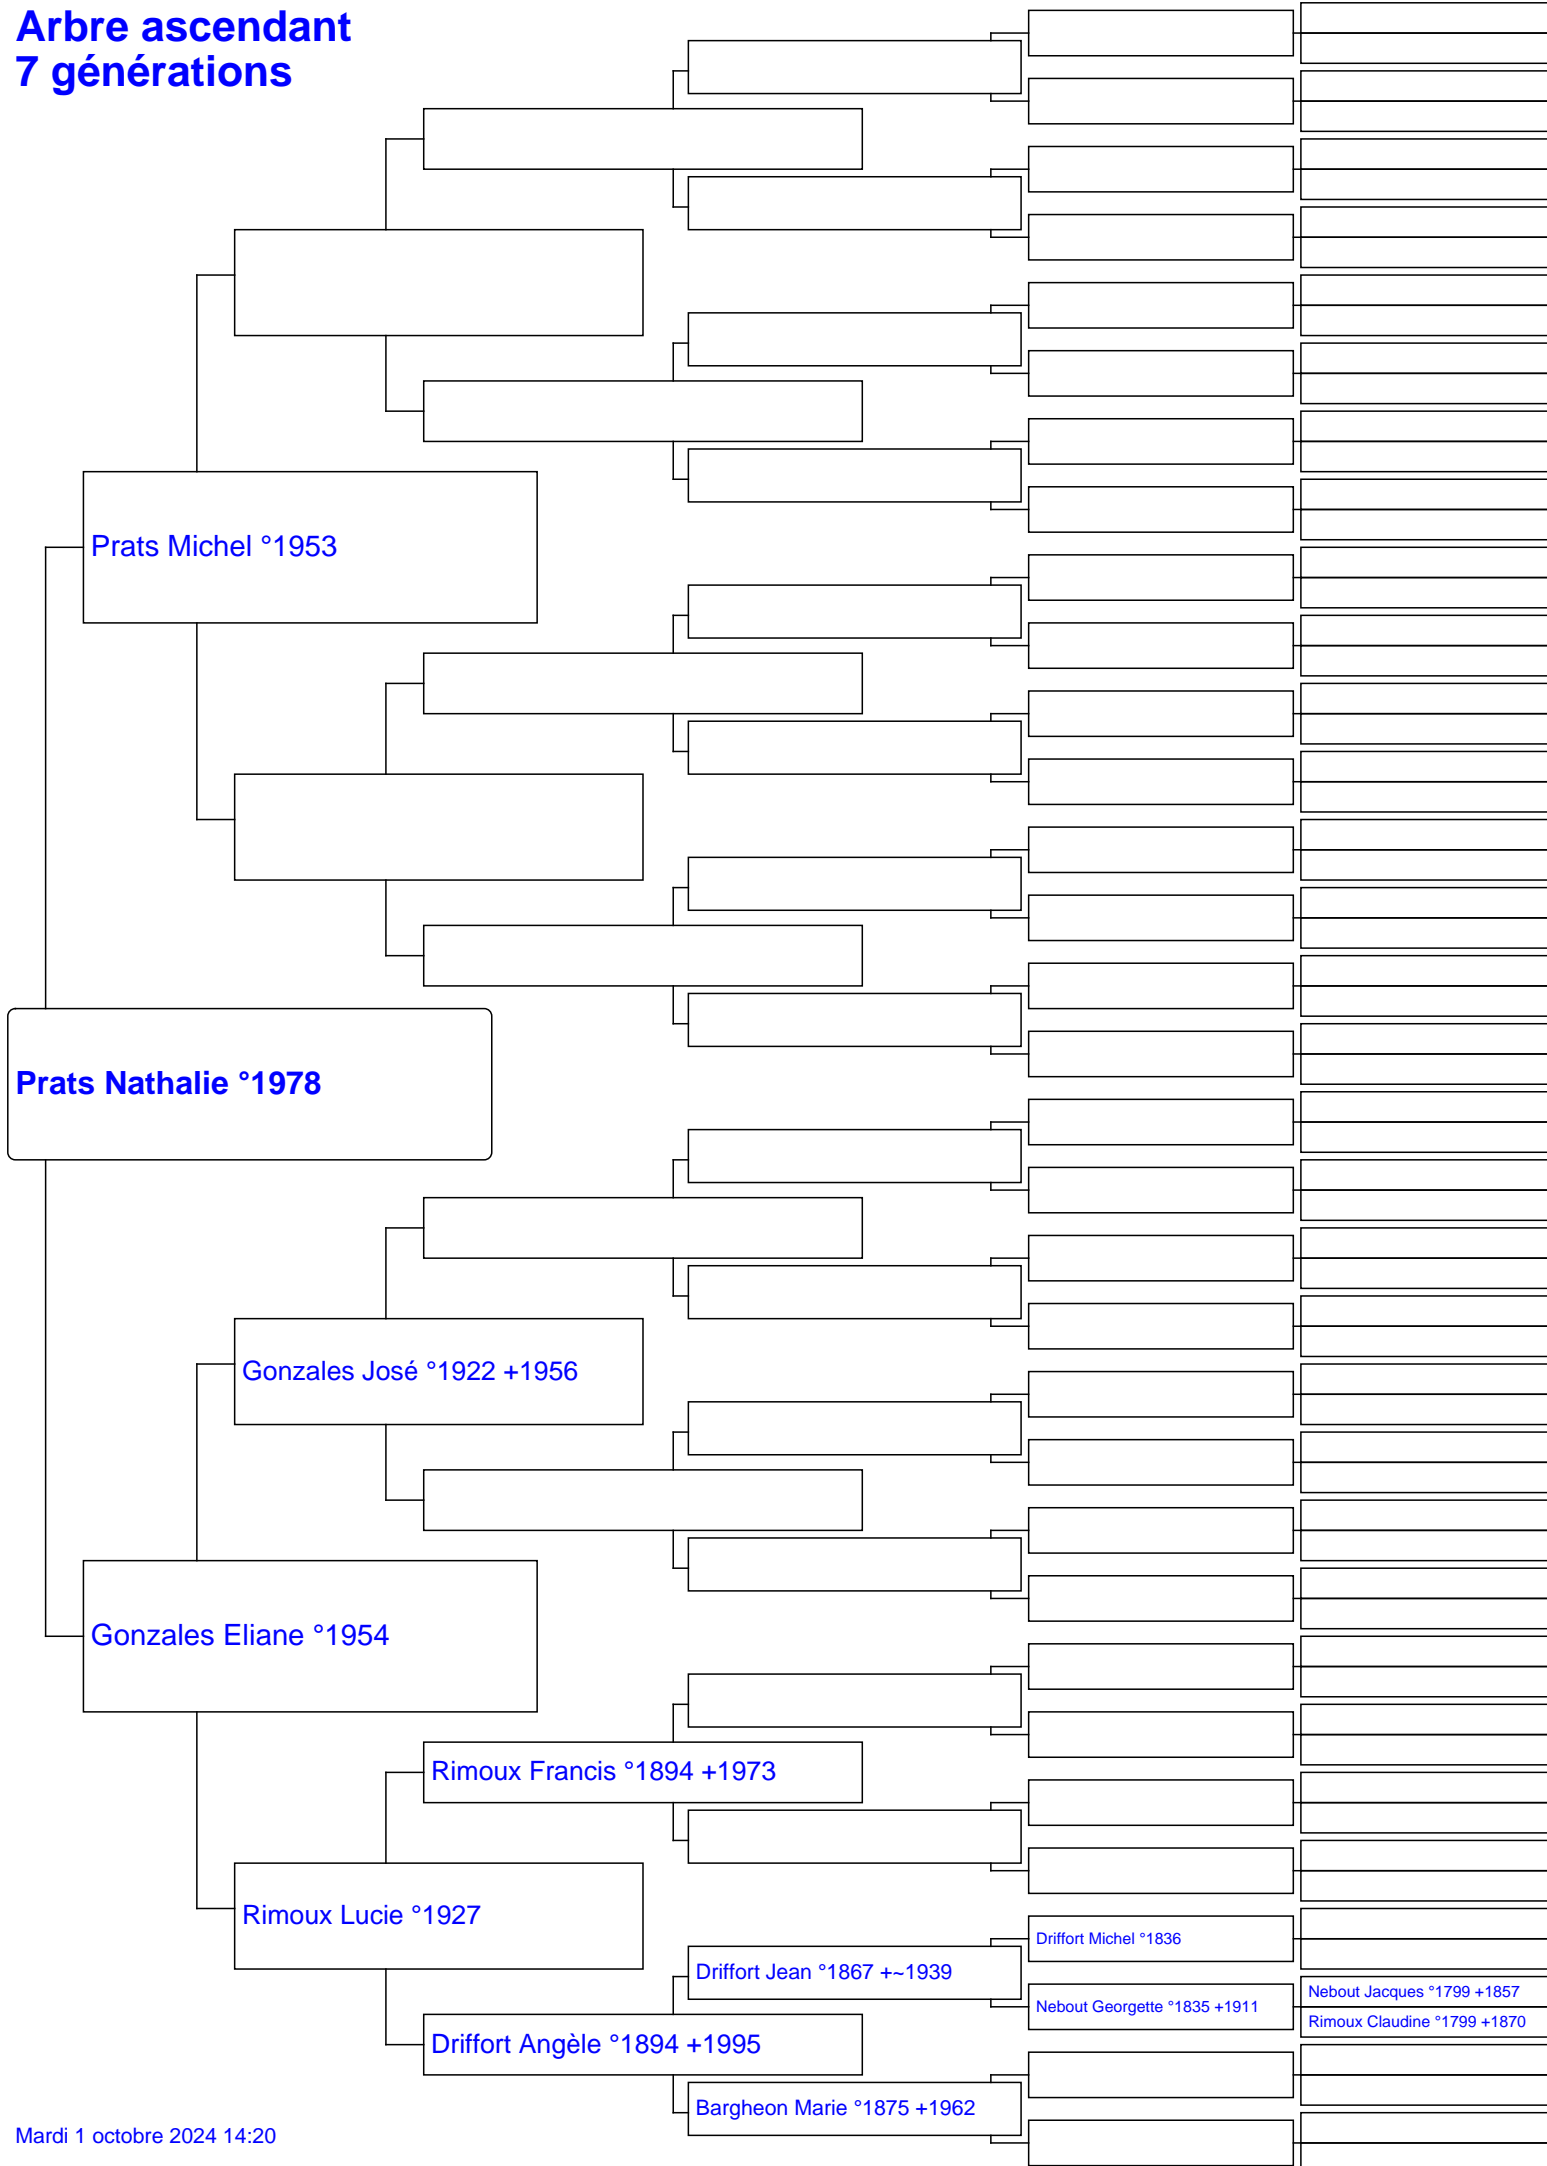 Arbre ascendant
7 générations
Prats Michel °1953
Prats Nathalie °1978
Gonzales José °1922 +1956
Gonzales Eliane °1954
Rimoux Francis °1894 +1973
Rimoux Lucie °1927
Driffort Michel °1836
Driffort Jean °1867 +~1939
Nebout Jacques °1799 +1857
Nebout Georgette °1835 +1911
Rimoux Claudine °1799 +1870
Driffort Angèle °1894 +1995
Bargheon Marie °1875 +1962
Mardi 1 octobre 2024 14:20